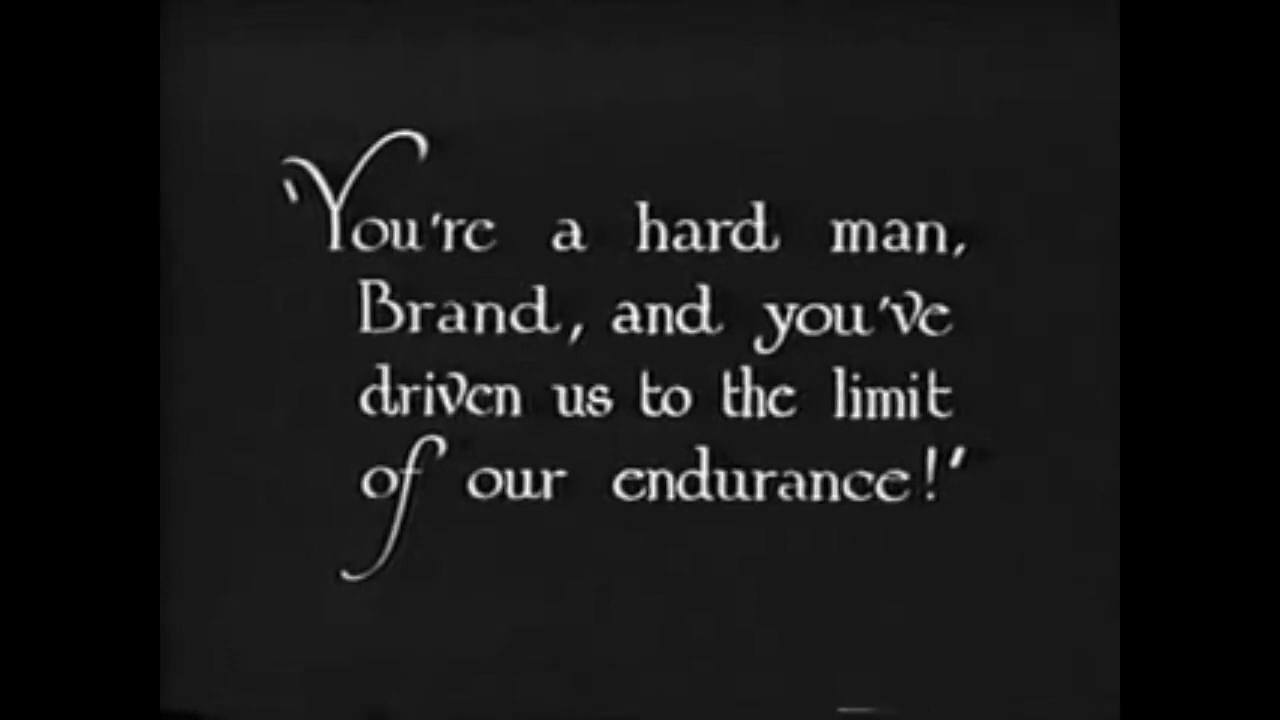 'You're a hard man,
Brand, and you've
driven us to the limit
of our endurance!'